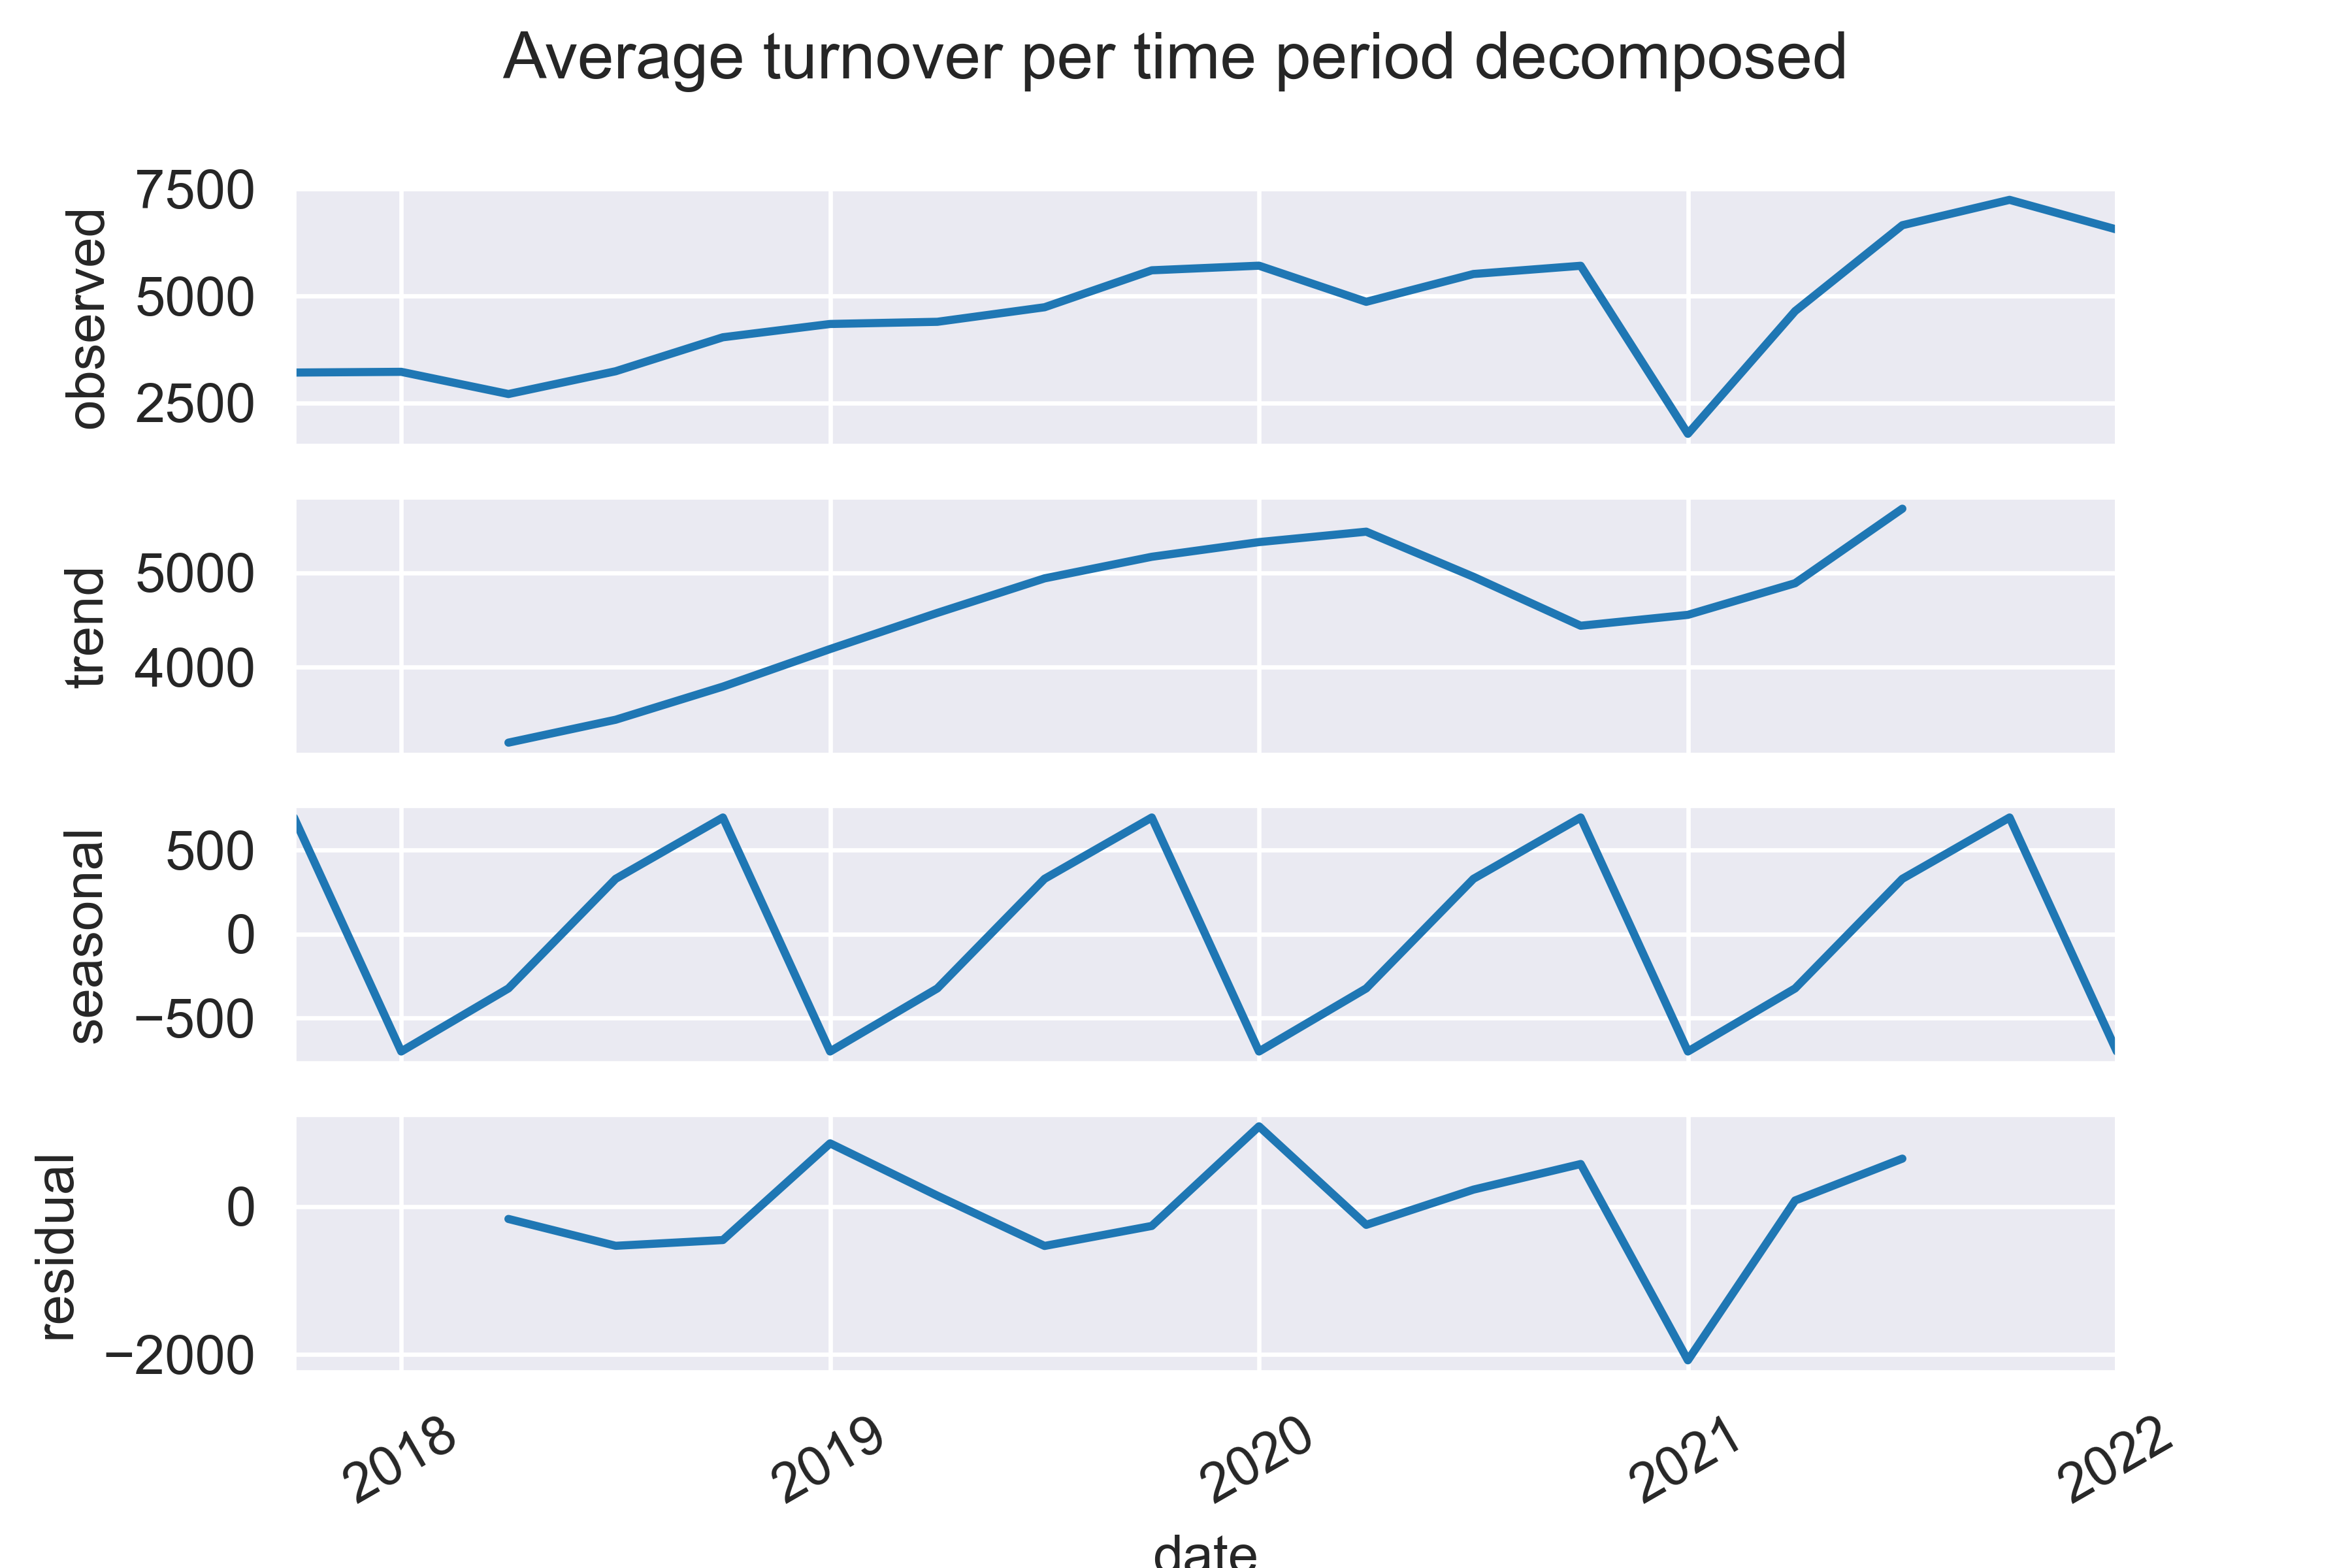 Average turnover per time period decomposed
7500
5000
2500
observed
5000
4000
trend
500
0
−500
seasonal
0
−2000
residual
2018
2019
2020
2021
2022
date